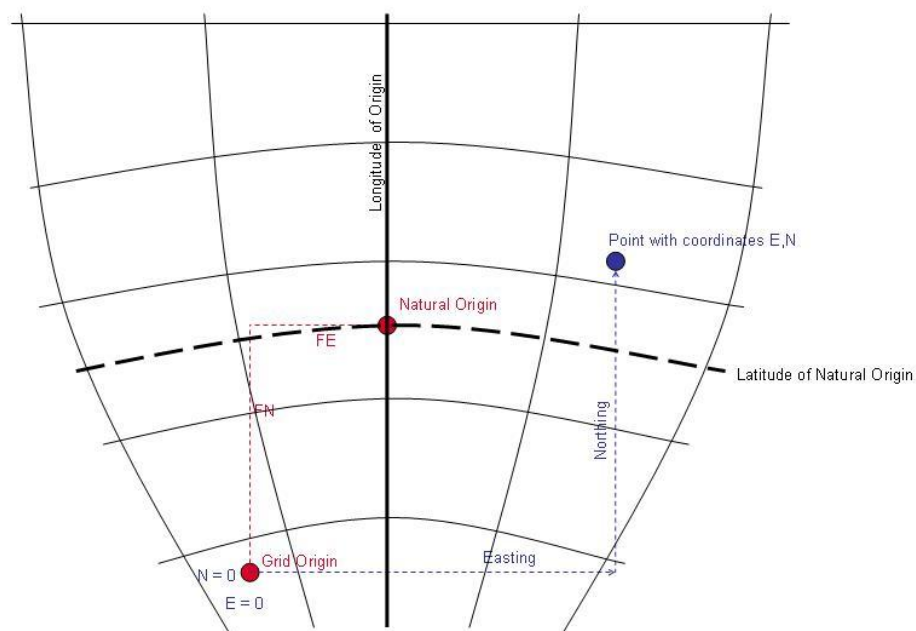 Longitude of Origin
Point with coordinates E,N
Natural Origin
FE
Latitude of Natural Origin
FN
Northing
Grid Origin
Easting
N = 0
E = 0